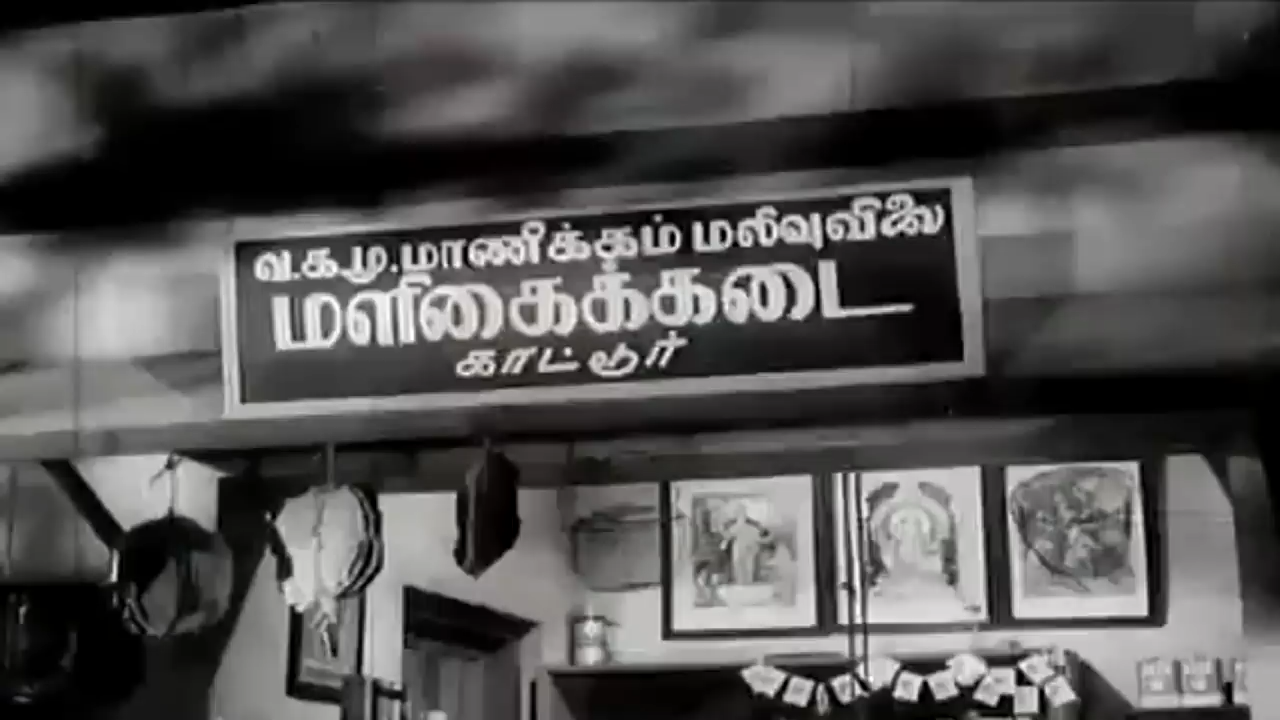 வ.க.மு.மாணிக்கம் மலிவுவிலை
மளிகைக்கடை
காட்டூர்